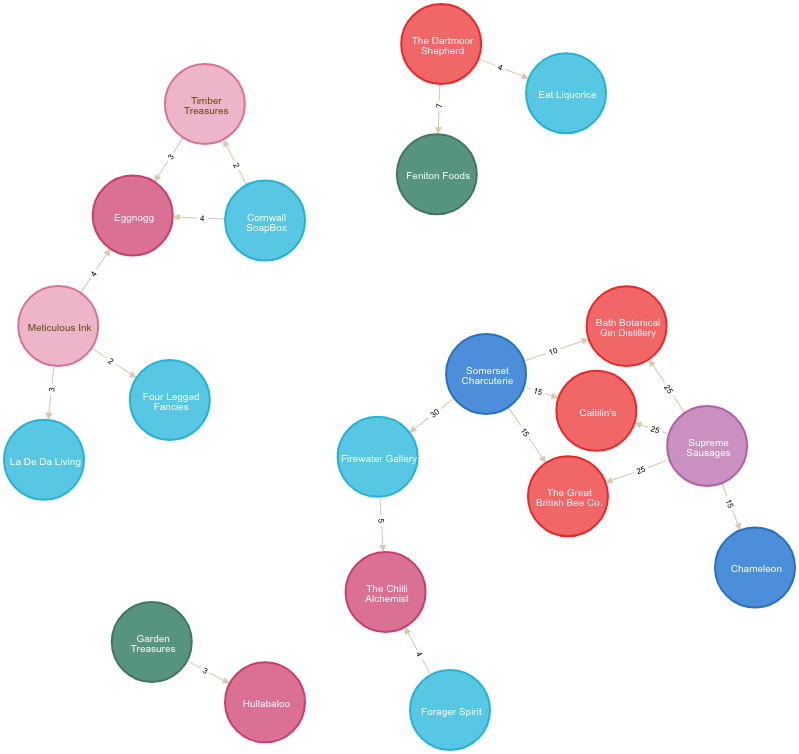 The Dartmoor
Shepherd
4
Eat Liquorice
7
Feniton Foods
Timber
Treasures
3
2
Eggnogg
4
Cornwall
SoapBox
4
Meticulous Ink
2
3
Four Legged
Fancies
La De Da Living
Bath Botanical
Gin Distillery
10
Somerset
Charcuterie
15
25
Caitilin's
30
15
25
Supreme
Sausages
Firewater Gallery
25
The Great
British Bee Co.
15
5
Chameleon
The Chilli
Alchemist
4
Garden
Treasures
3
Hullabaloo
Forager Spirit